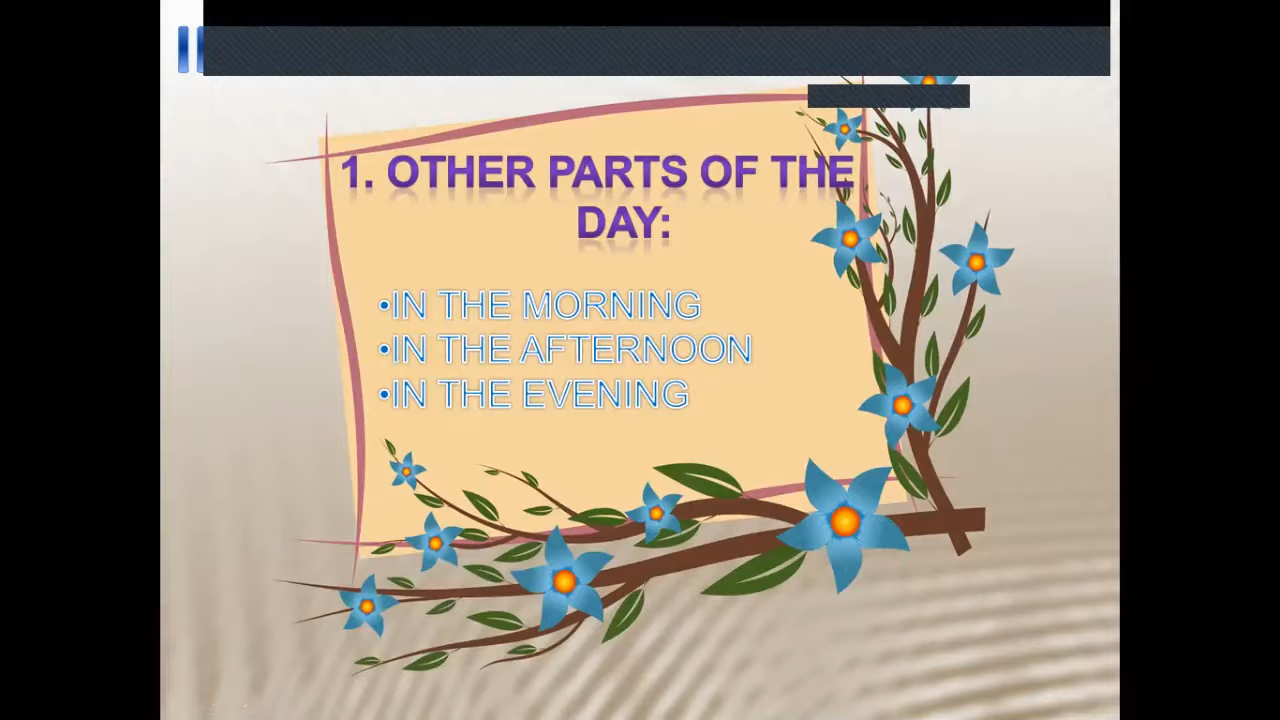 1. OTHER PARTS OF THE
DAY:
•IN THE MORNING
•IN THE AFTERNOON
•IN THE EVENING